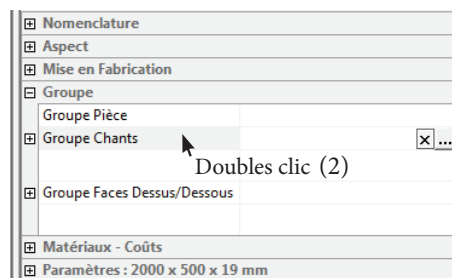 Nomenclature
Aspect
Mise en Fabrication
Groupe
Groupe Pièce
Groupe Chants
Doubles clic (2)
Groupe Faces Dessus/Dessous
Matériaux - Coûts
Paramètres : 2000 x 500 x 19 mm